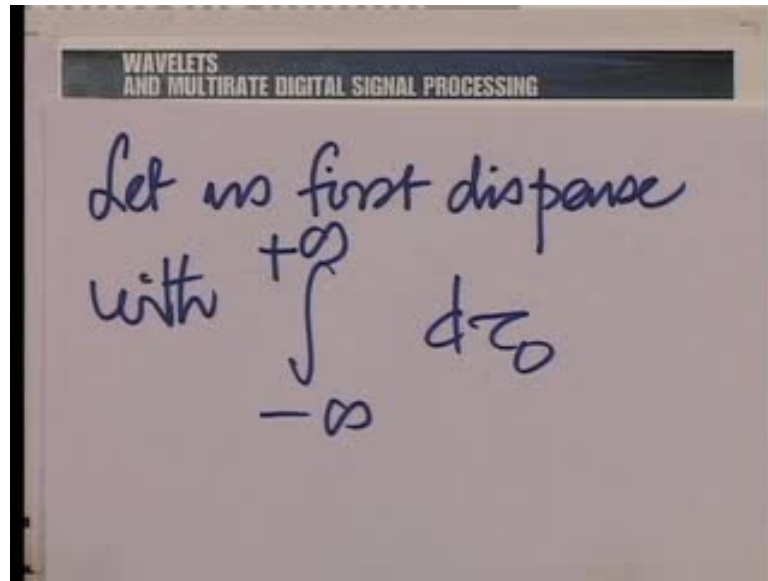 WAVELETS
AND MULTIRATE DIGITAL SIGNAL PROCESSING
Let us first dispense
with ∫_{-∞}^{+∞} dτ₀